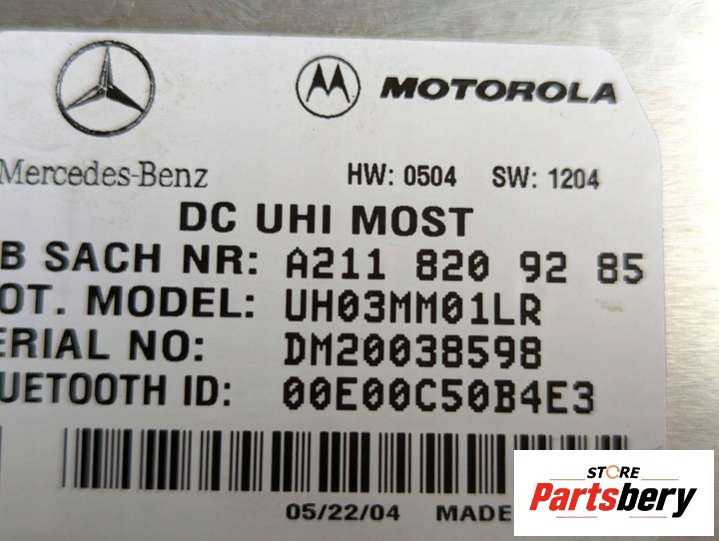 MOTOROLA
Mercedes-Benz
HW: 0504 SW: 1204
DC UHI MOST
B SACH NR: A211 820 92 85
OT. MODEL: UH03MM01LR
ERIAL NO: DM20038598
UETOOTH ID: 00E00C50B4E3
05/22/04 MADE
STORE
Partsbery